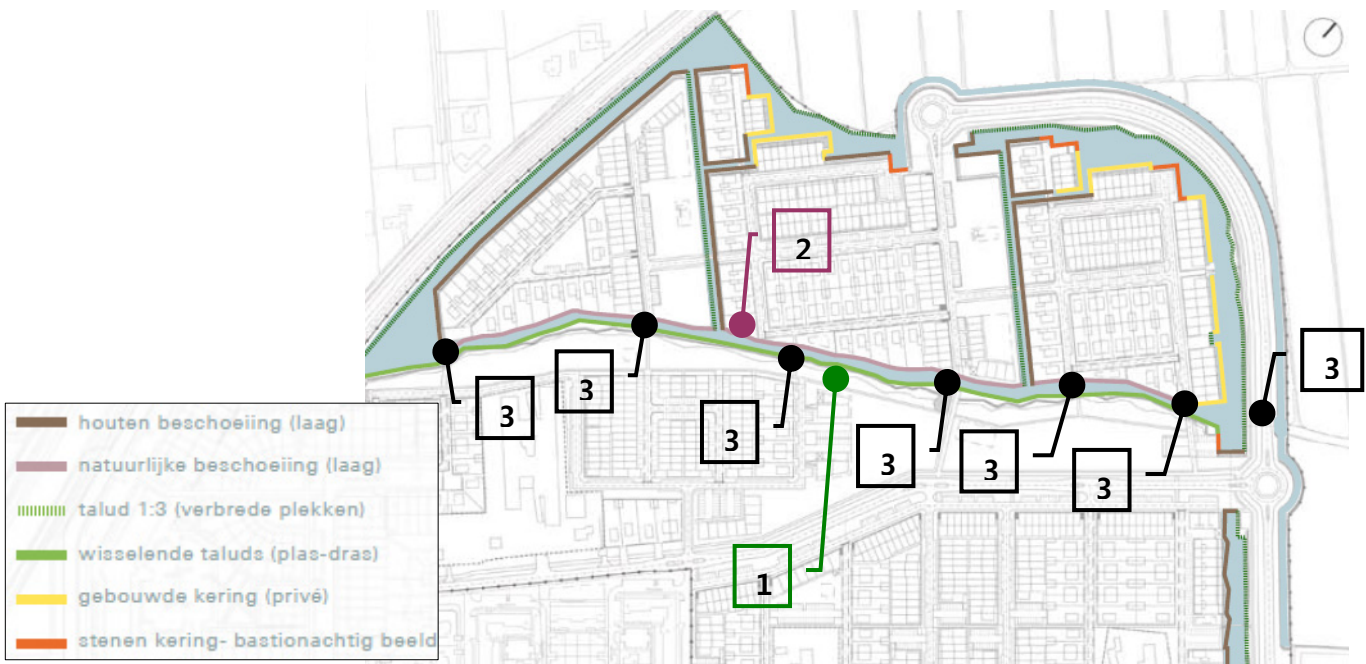 2
3
3
3
3
3
3
3
1
houten beschoeiing (laag)
natuurlijke beschoeiing (laag)
talud 1:3 (verbrede plekken)
wisselende taluds (plas-dras)
gebouwde kering (privé)
stenen kering- bastionachtig beeld